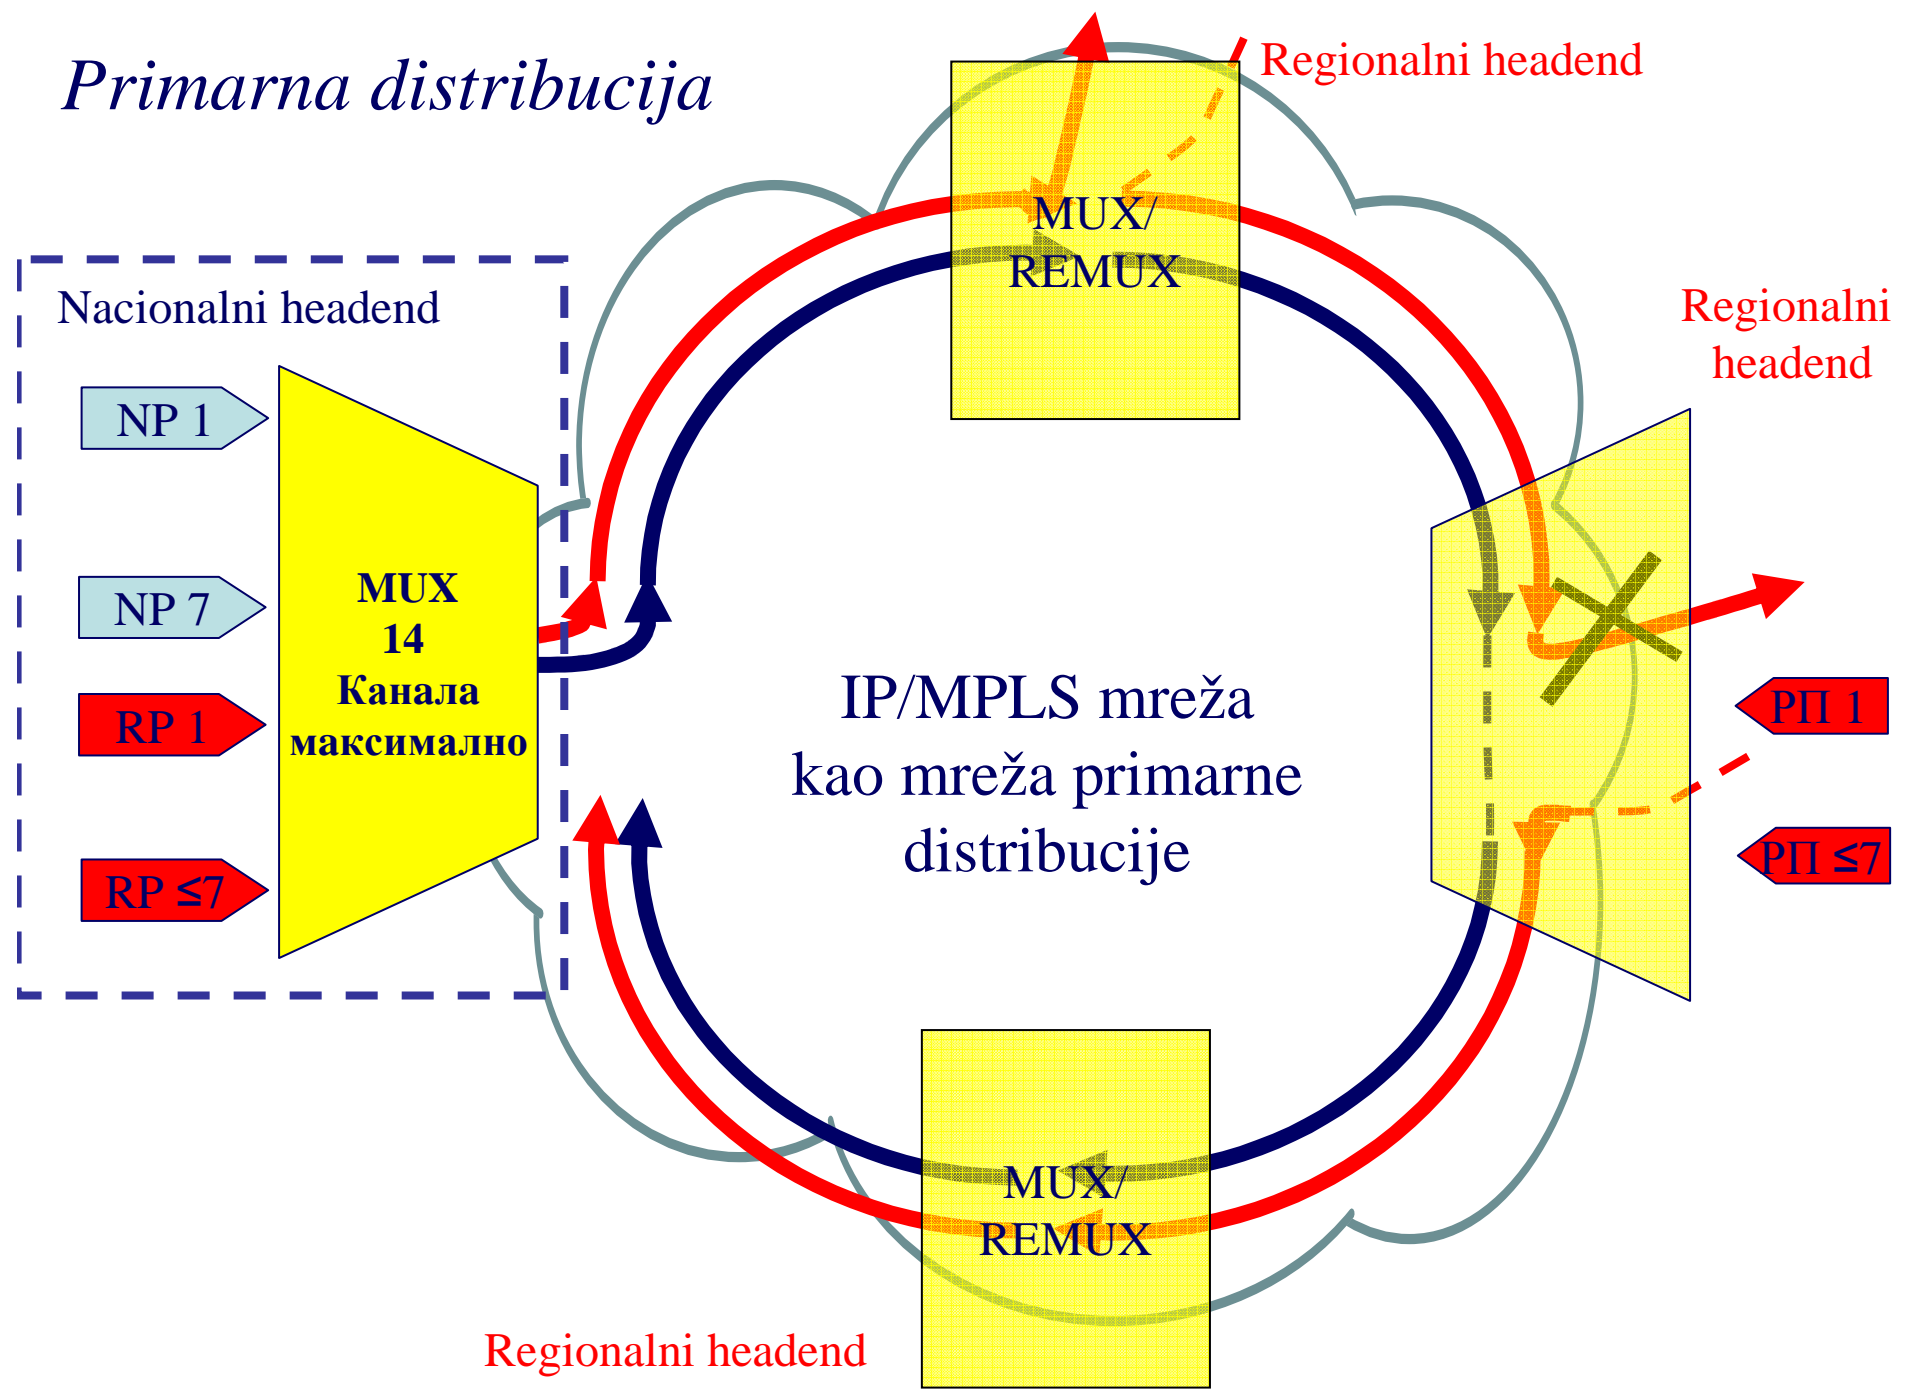 Primarna distribucija
Regionalni headend
MUX/
REMUX
Nacionalni headend
NP 1
NP 7
RP 1
RP ≤7
MUX
14
Канала
максимално
IP/MPLS mreža
kao mreža primarne
distribucije
Regionalni
headend
РП 1
РП ≤7
MUX/
REMUX
Regionalni headend